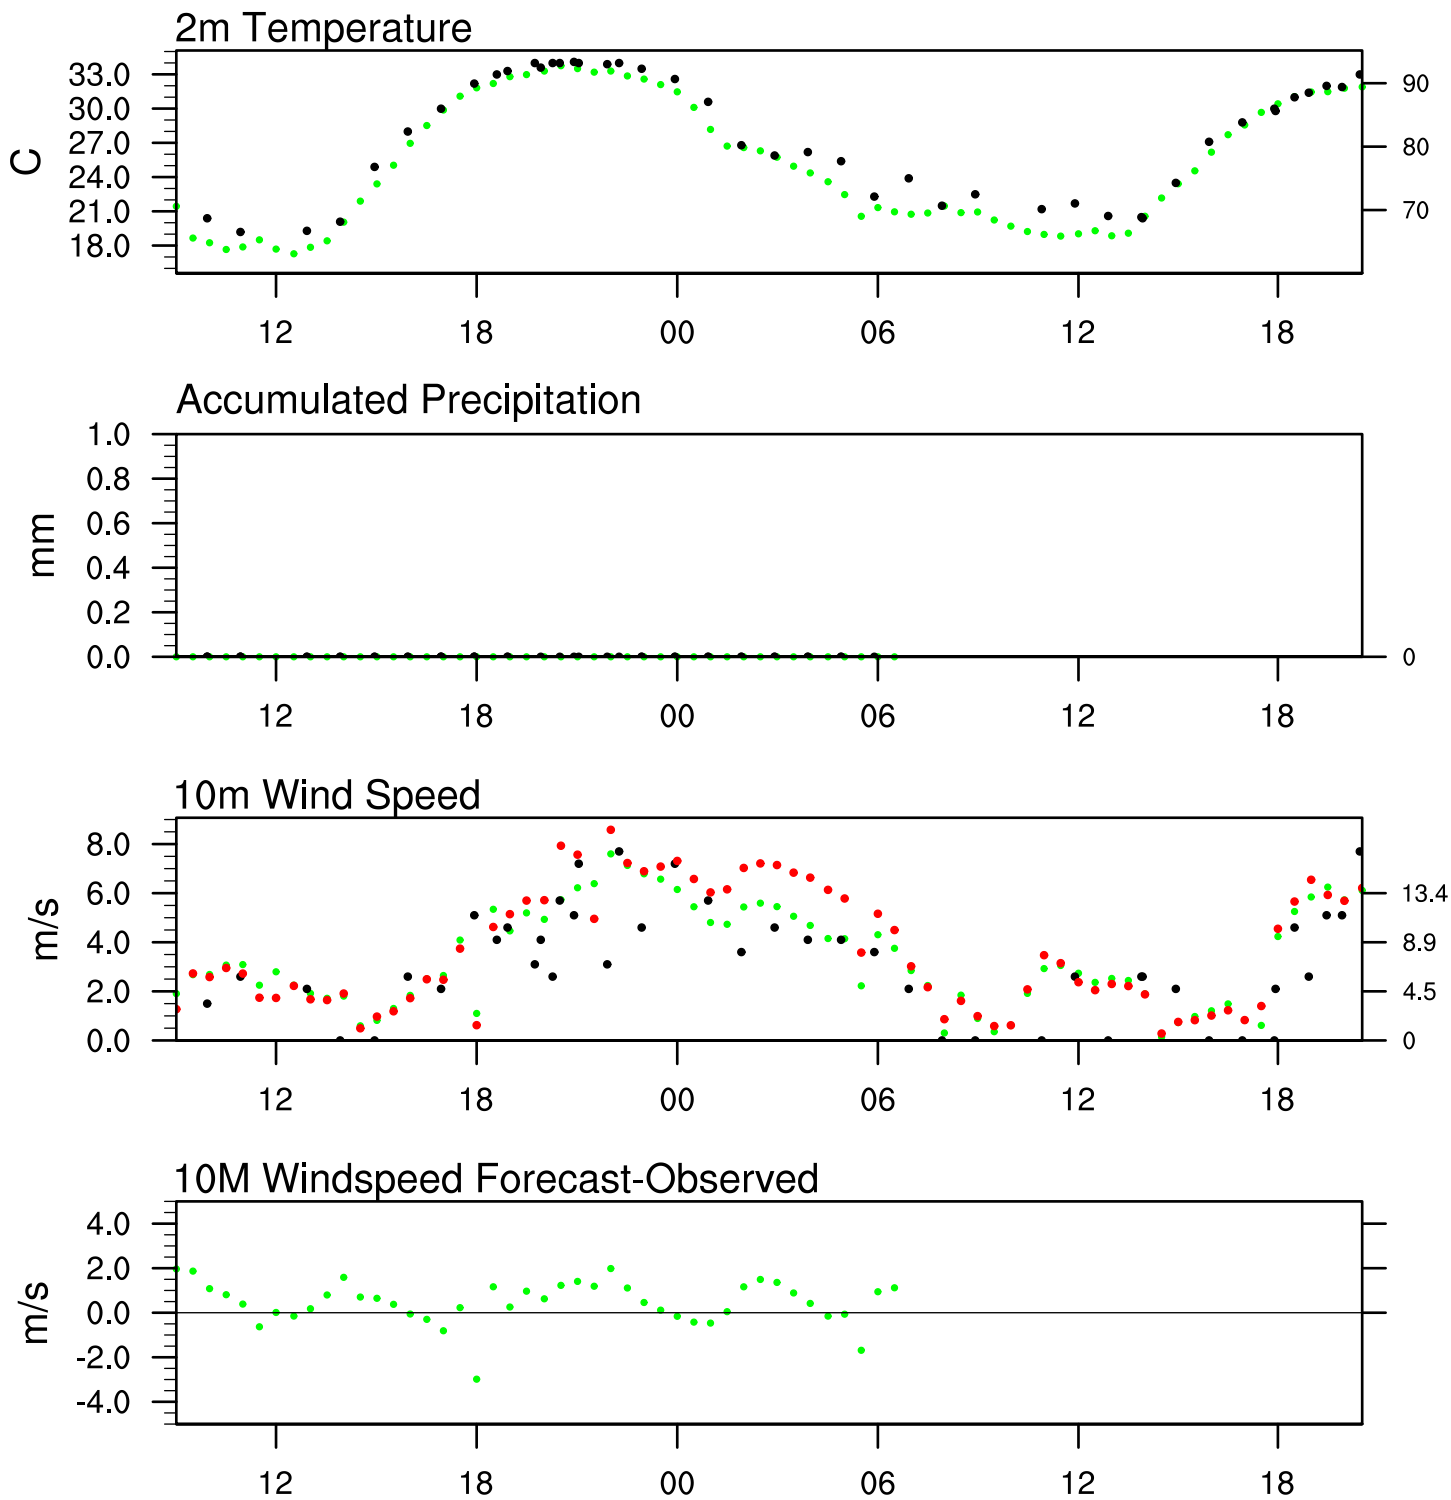 2m Temperature
33.0
30.0
27.0
24.0
21.0
18.0
C
90
80
70
12 18 00 06 12 18
Accumulated Precipitation
1.0
0.8
0.6
0.4
0.2
0.0
mm
0
12 18 00 06 12 18
10m Wind Speed
8.0
6.0
4.0
2.0
0.0
m/s
13.4
8.9
4.5
0
12 18 00 06 12 18
10M Windspeed Forecast-Observed
4.0
2.0
0.0
-2.0
-4.0
m/s
12 18 00 06 12 18